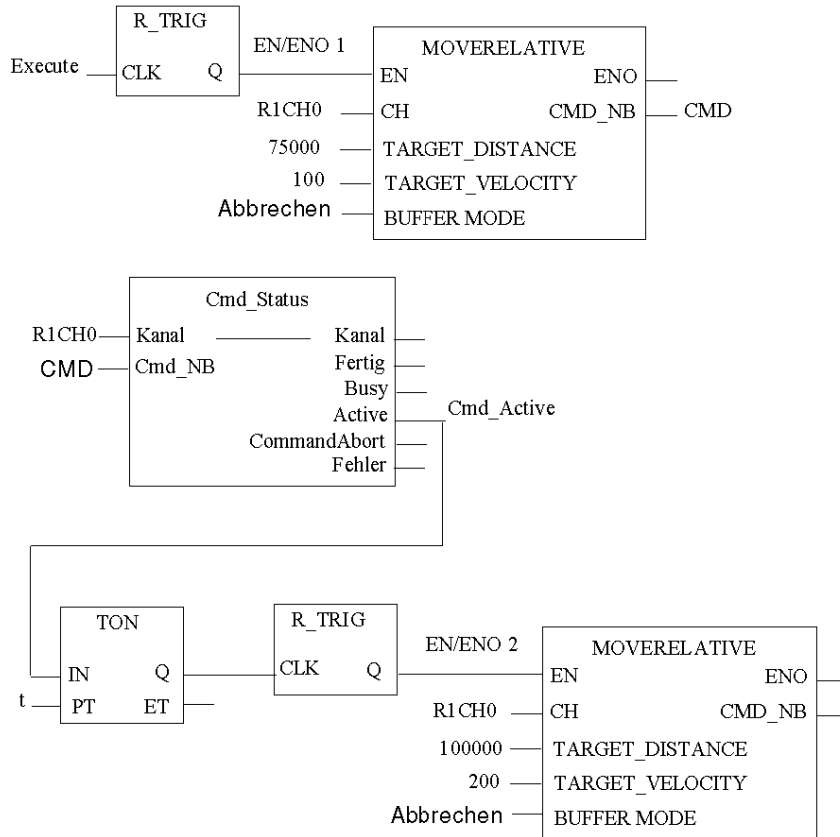 R_TRIG
EN/ENO 1
MOVERELATIVE
Execute
CLK Q
EN ENO
R1CH0 CH CMD_NB CMD
75000 TARGET_DISTANCE
100 TARGET_VELOCITY
Abbrechen BUFFER MODE
Cmd_Status
R1CH0 Kanal Kanal
CMD Cmd_NB Fertig
Busy
Active Cmd_Active
CommandAbort
Fehler
TON
R_TRIG
EN/ENO 2
MOVERELATIVE
IN Q
CLK Q
EN ENO
t PT ET
R1CH0 CH CMD_NB
100000 TARGET_DISTANCE
200 TARGET_VELOCITY
Abbrechen BUFFER MODE